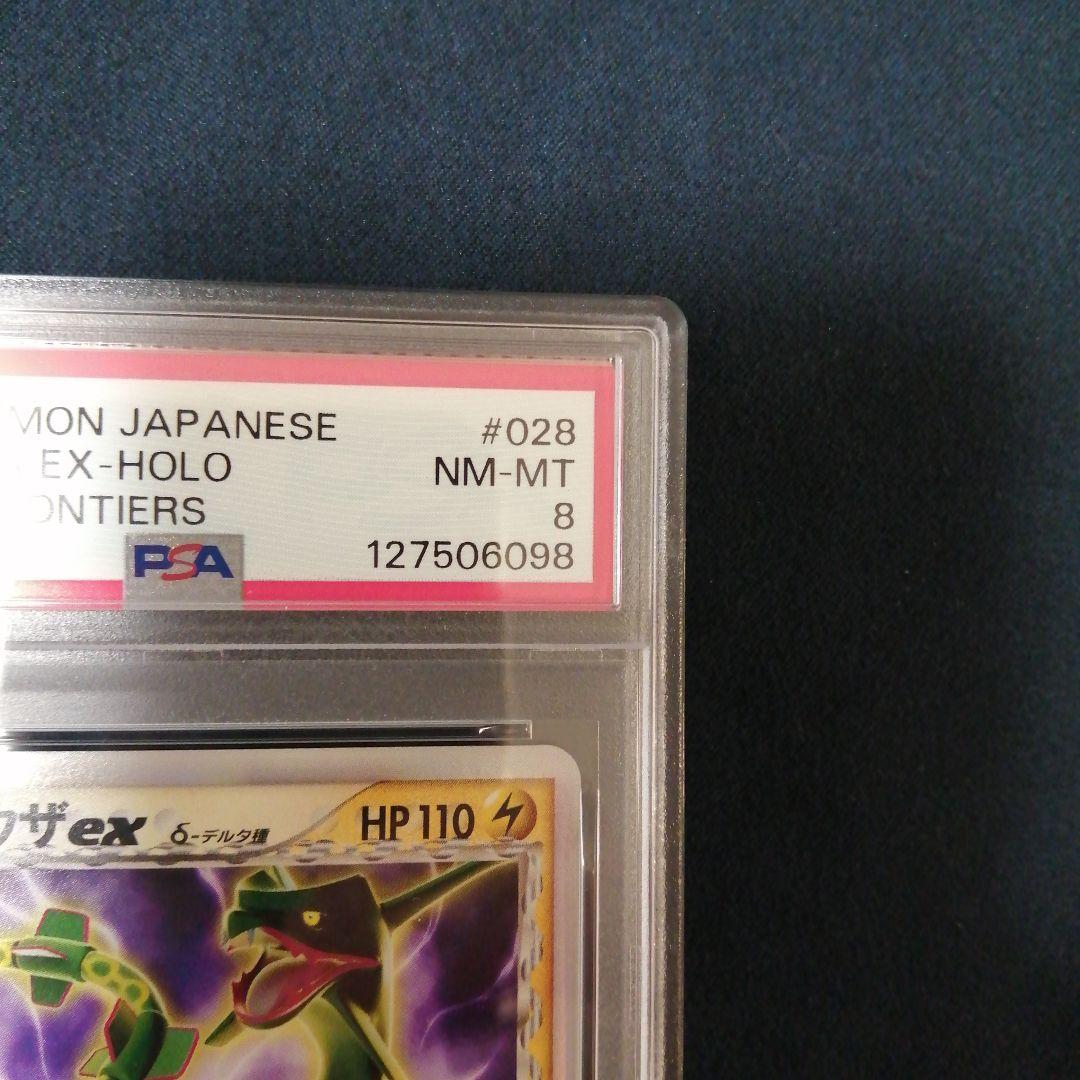 MON JAPANESE #028
EX-HOLO NM-MT
ONTIERS 8
PSA 127506098
ウザex δ-デルタ種 HP 110